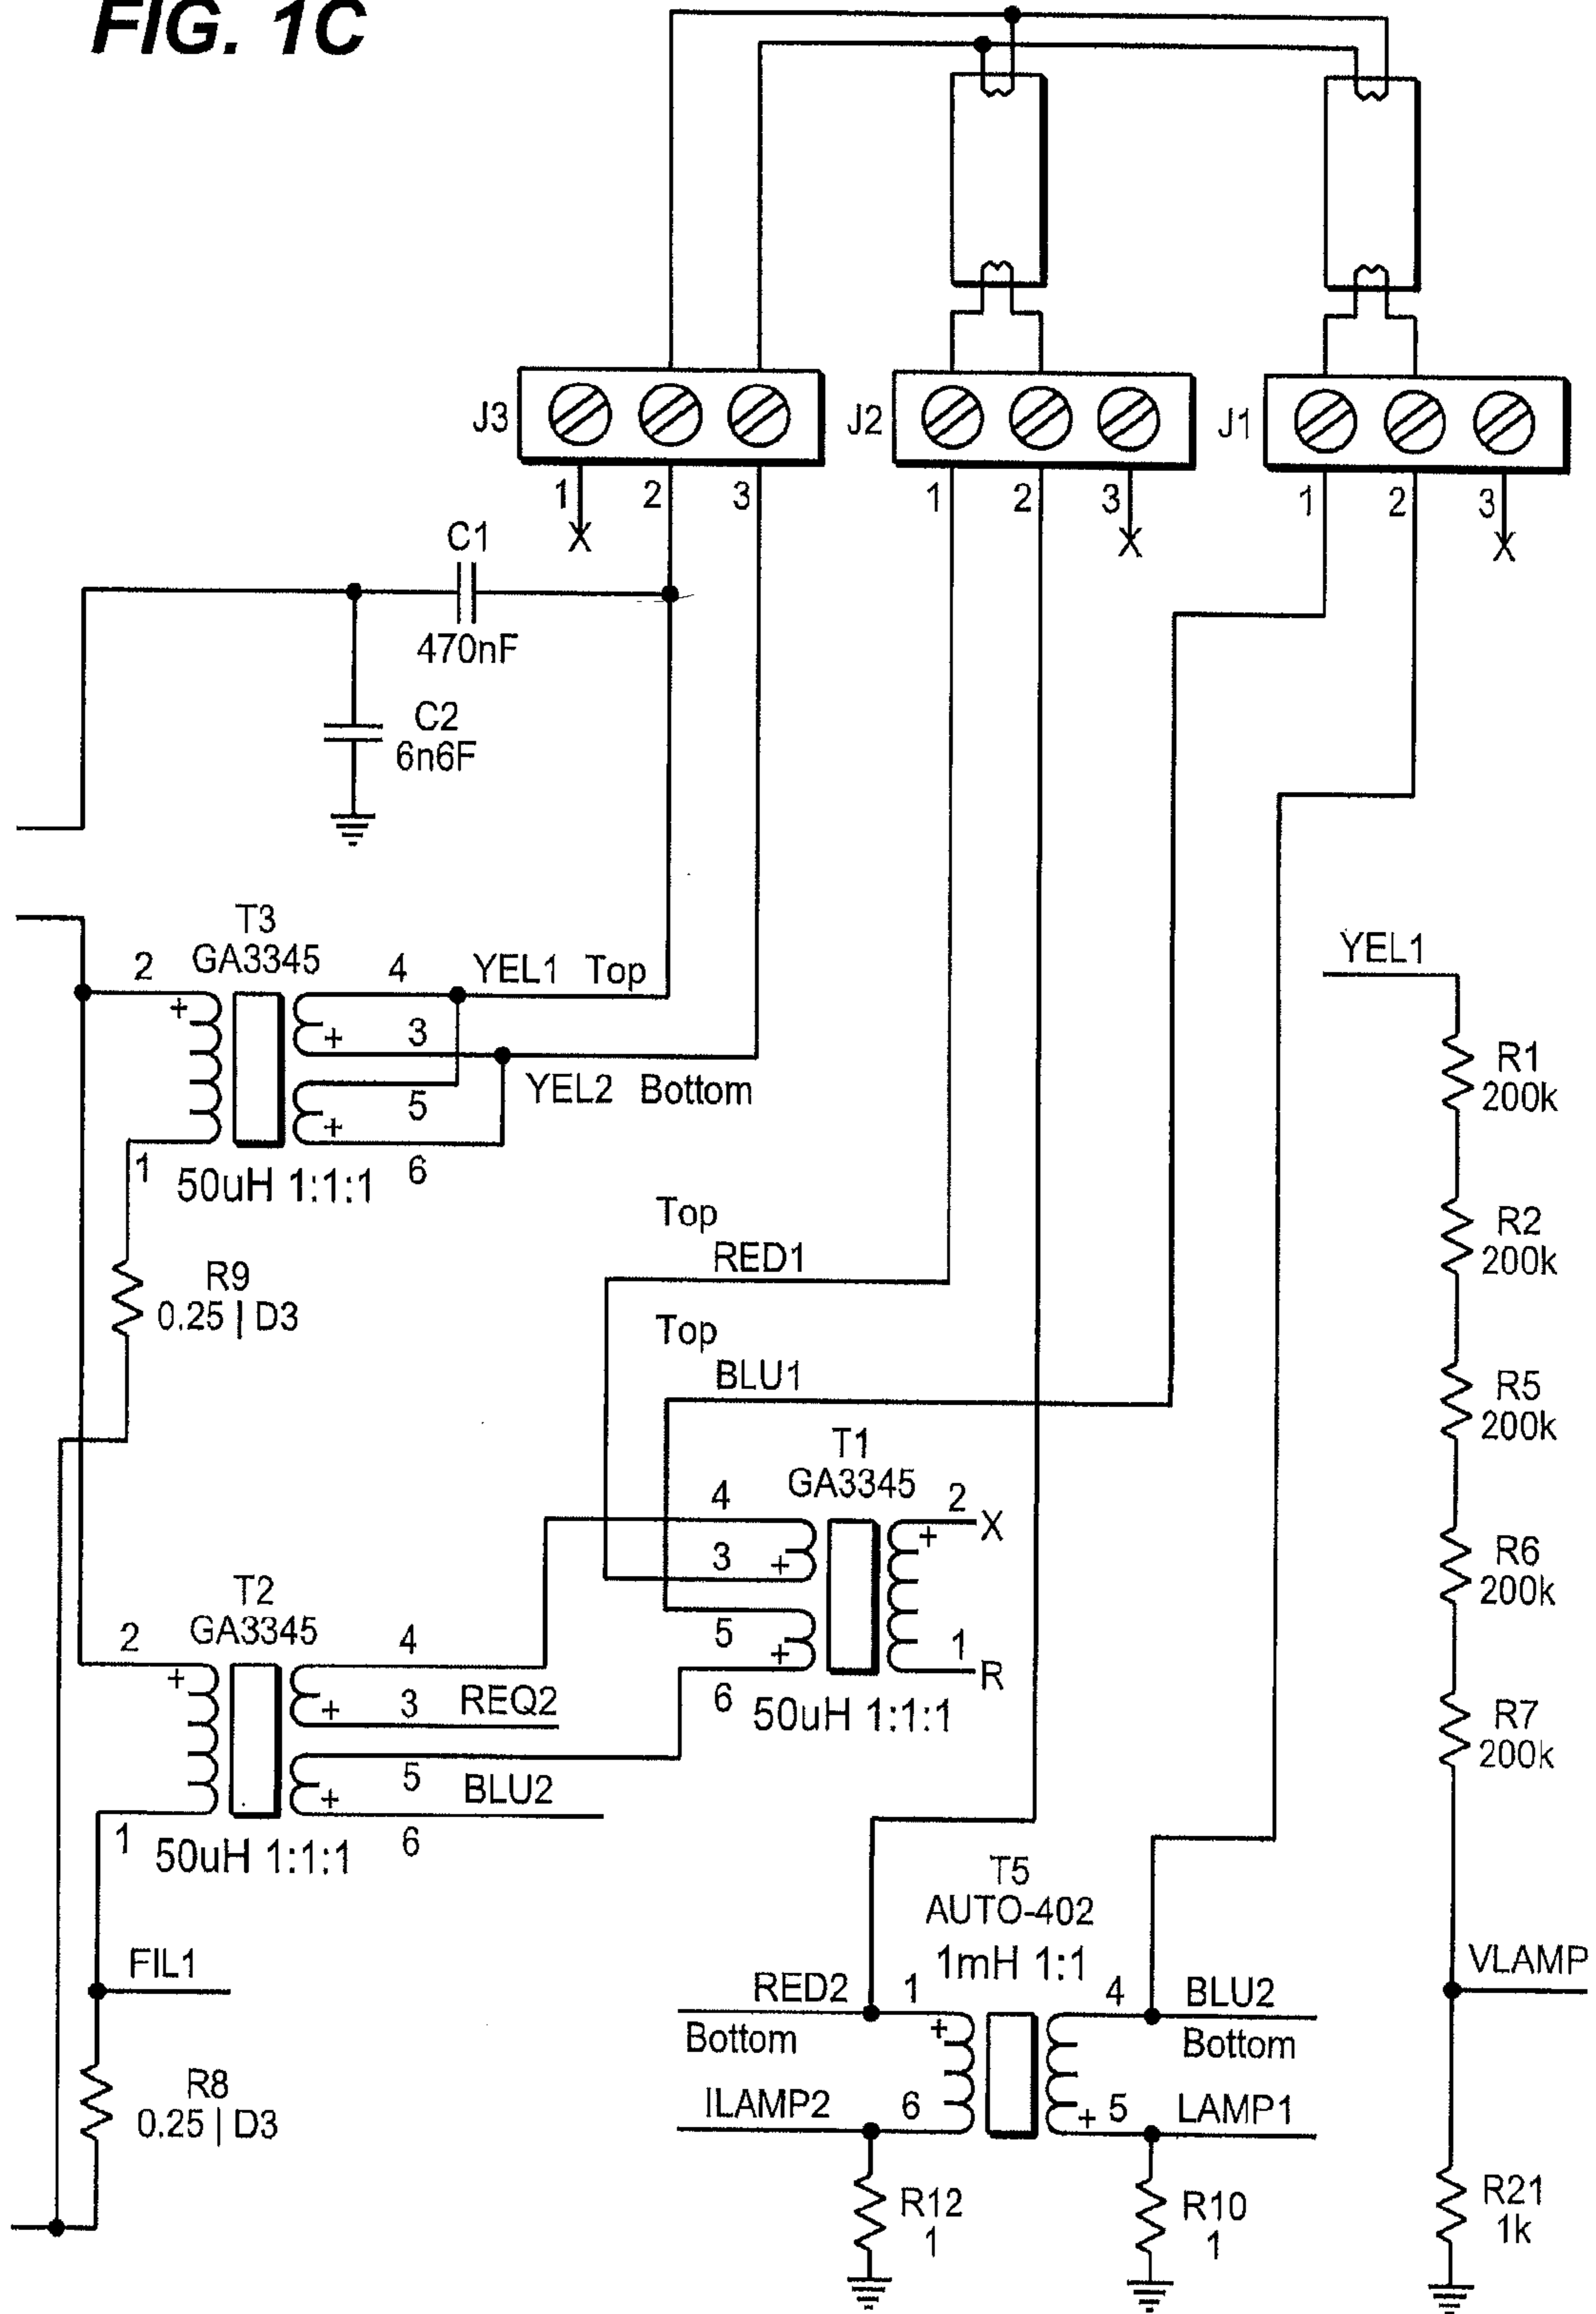 FIG. 1C
J3
J2
J1
1
2
3
1
2
3
1
2
3
X
X
X
C1
470nF
C2
6n6F
T3
GA3345
2
4
YEL1 Top
+
3
+
YEL2 Bottom
5
+
1
6
50uH 1:1:1
YEL1
R1
200k
R2
200k
R5
200k
R6
200k
R7
200k
R9
0.25 | D3
Top
RED1
Top
BLU1
T1
GA3345
4
2
X
+
3
+
5
+
1
R
6
50uH 1:1:1
T2
GA3345
2
4
+
3
REQ2
+
5
BLU2
+
1
6
50uH 1:1:1
FIL1
R8
0.25 | D3
T5
AUTO-402
1mH 1:1
RED2
1
4
BLU2
Bottom
+
Bottom
ILAMP2
6
+
5
LAMP1
R12
1
R10
1
VLAMP
R21
1k